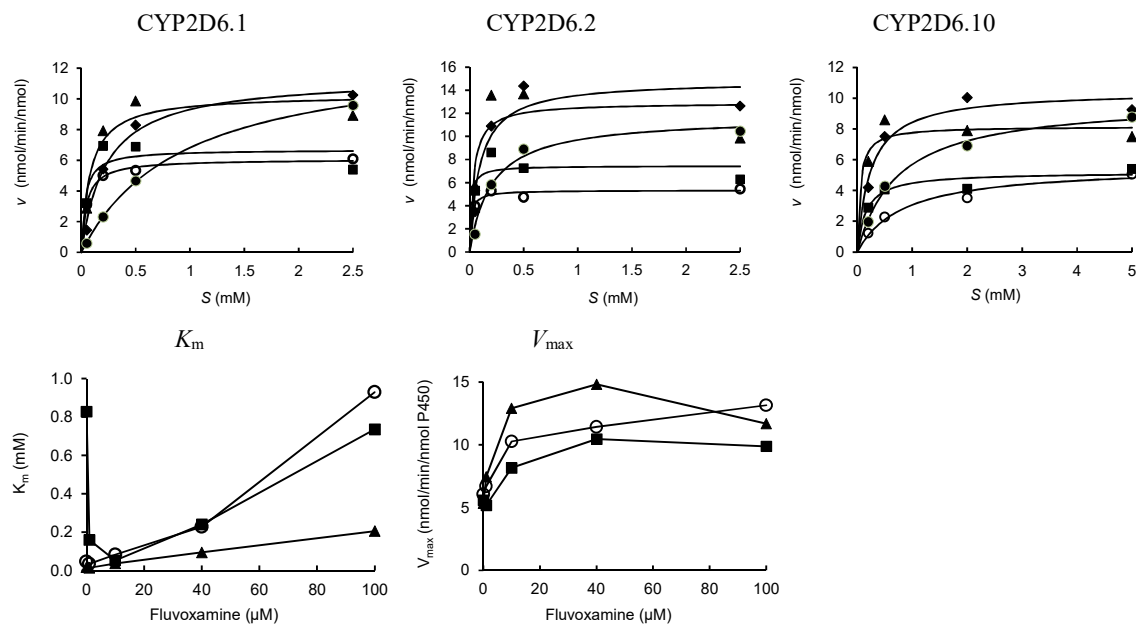 CYP2D6.1 CYP2D6.2 CYP2D6.10
v (nmol/min/nmol)
12
10
8
6
4
2
0
0 0.5 1 1.5 2 2.5
S (mM)
v (nmol/min/nmol)
16
14
12
10
8
6
4
2
0
0 0.5 1 1.5 2 2.5
S (mM)
v (nmol/min/nmol)
12
10
8
6
4
2
0
0 1 2 3 4 5
S (mM)
Km Vmax
Km (mM)
1.0
0.8
0.6
0.4
0.2
0.0
0 20 40 60 80 100
Fluvoxamine (µM)
Vmax (nmol/min/nmol P450)
15
10
5
0
0 20 40 60 80 100
Fluvoxamine (µM)